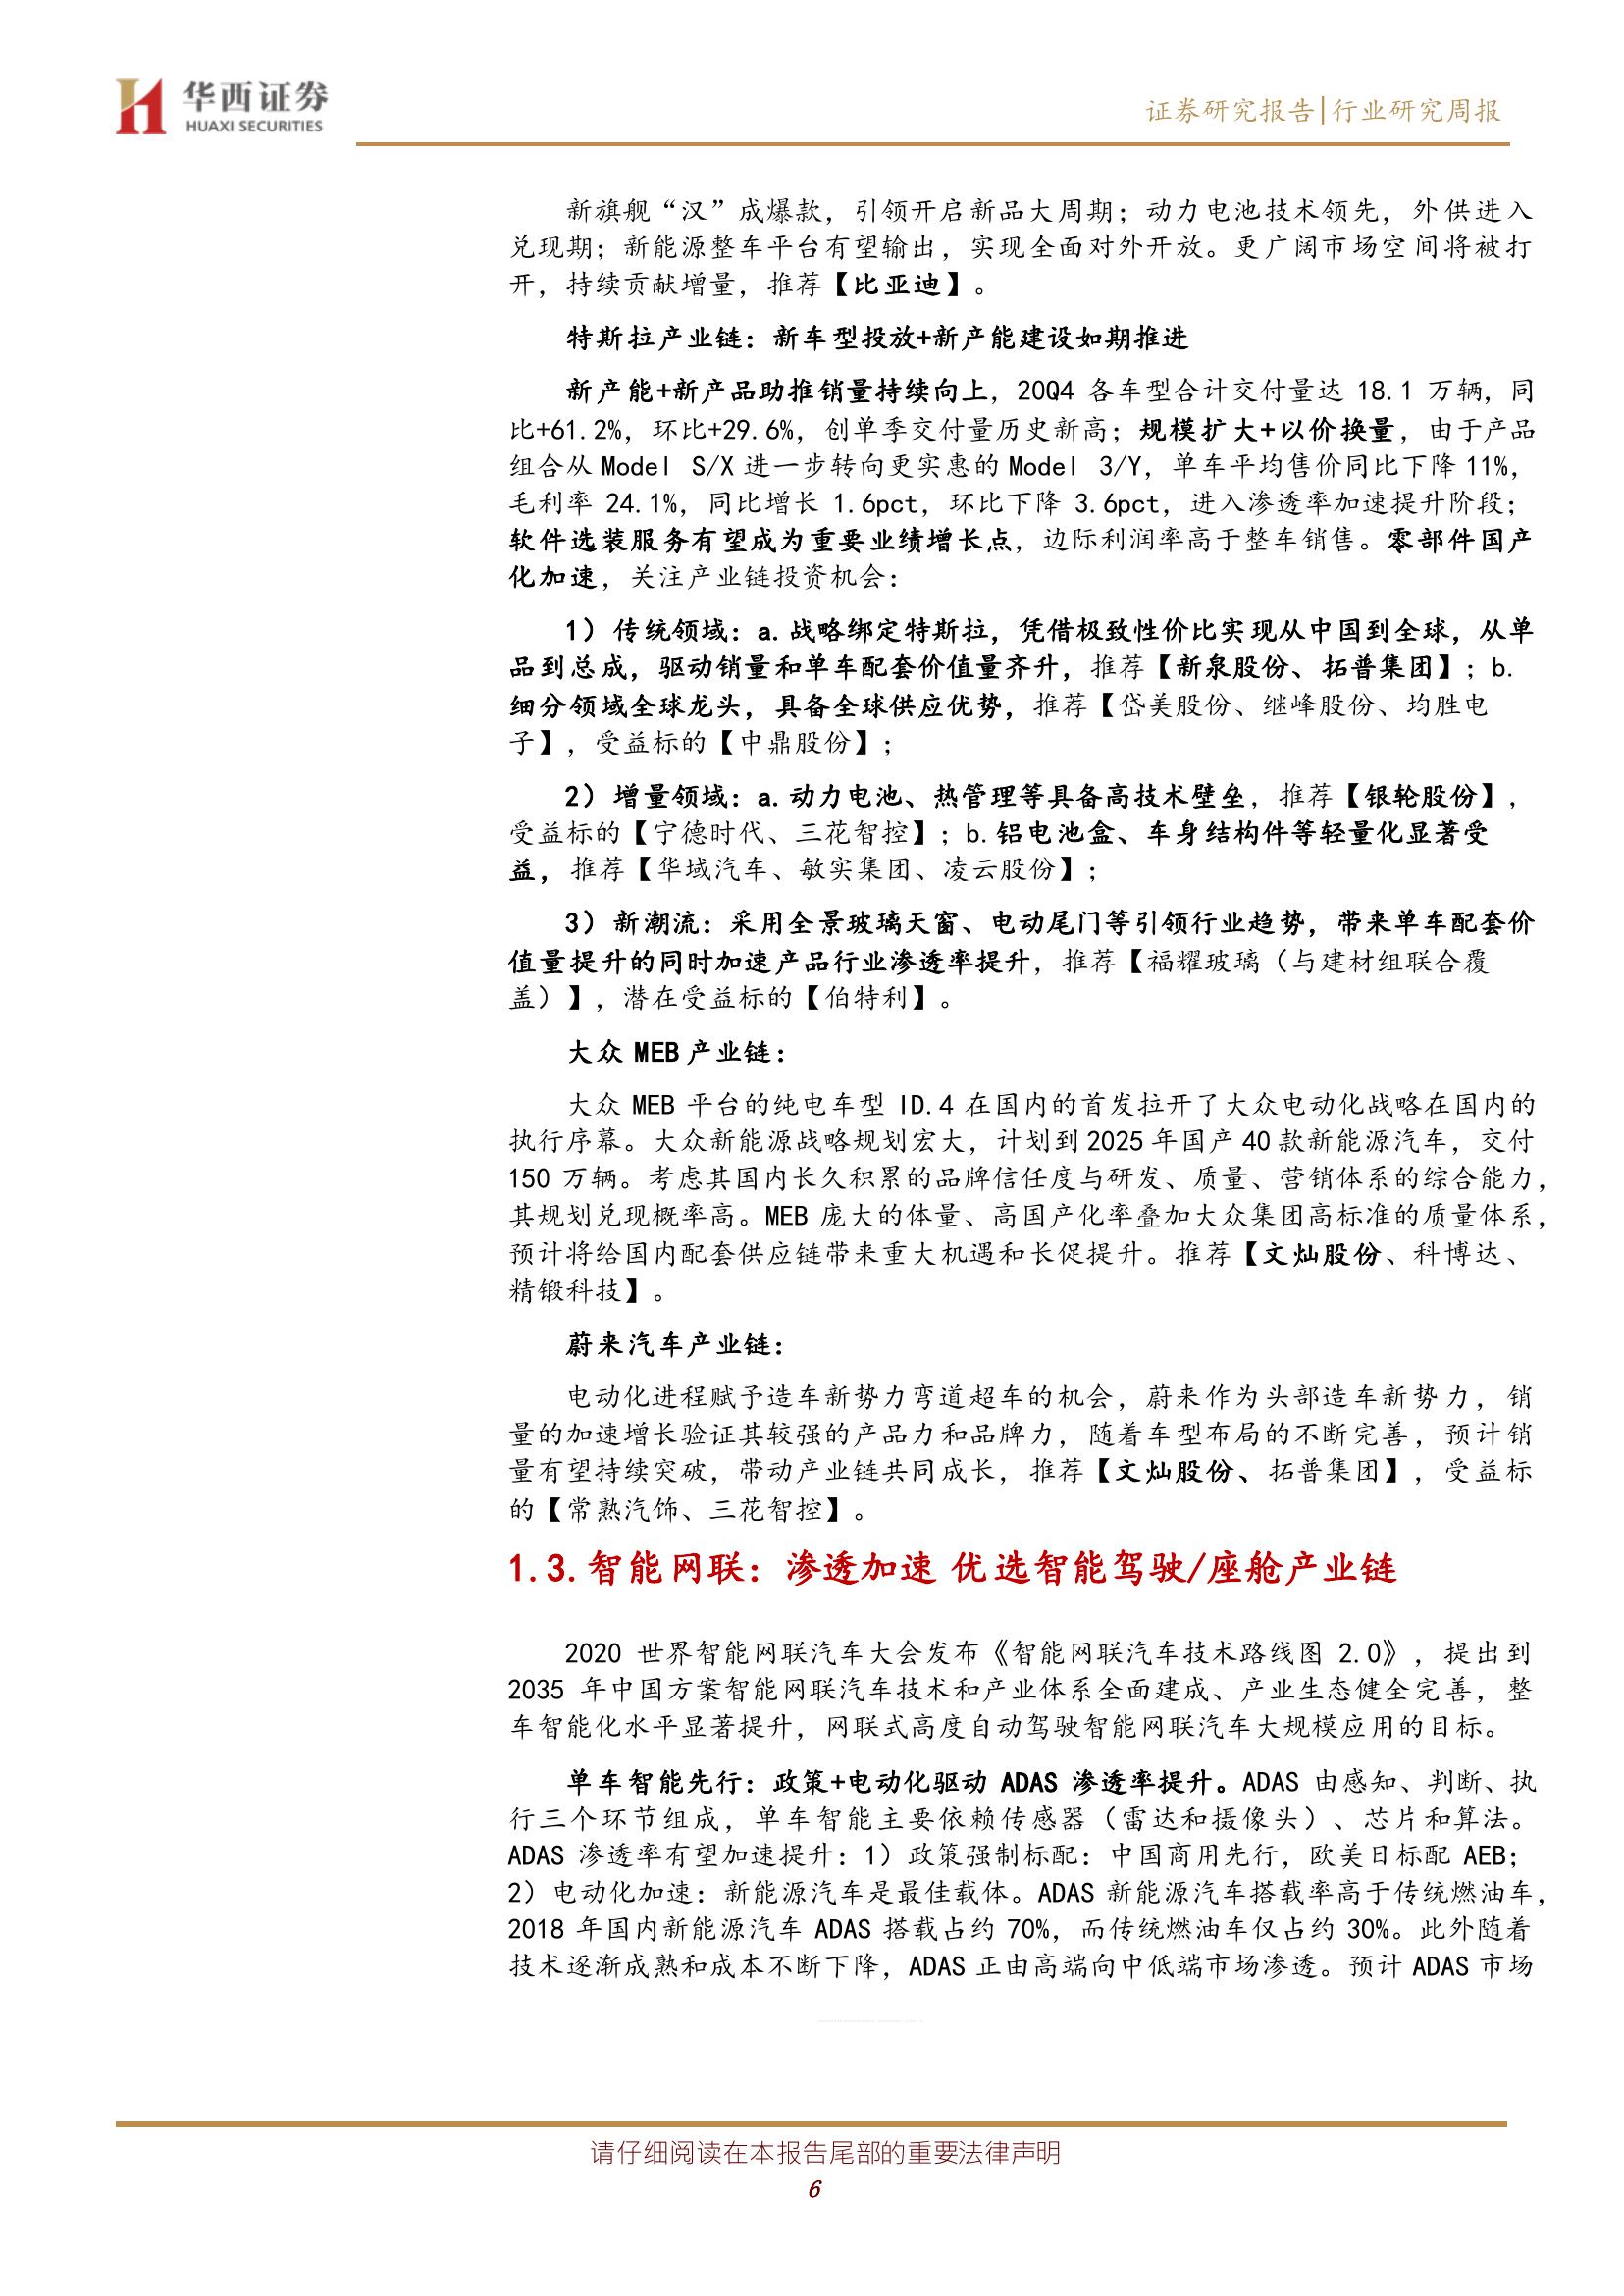 华西证券
HUAXI SECURITIES
证券研究报告|行业研究周报
新旗舰“汉”成爆款，引领开启新品大周期；动力电池技术领先，外供进入
兑现期；新能源整车平台有望输出，实现全面对外开放。更广阔市场空间将被打
开，持续贡献增量，推荐【比亚迪】。
特斯拉产业链：新车型投放+新产能建设如期推进
新产能+新产品助推销量持续向上，20Q4 各车型合计交付量达 18.1 万辆，同
比+61.2%，环比+29.6%，创单季交付量历史新高；规模扩大+以价换量，由于产品
组合从 Model S/X 进一步转向更实惠的 Model 3/Y，单车平均售价同比下降 11%，
毛利率 24.1%，同比增长 1.6pct，环比下降 3.6pct，进入渗透率加速提升阶段；
软件选装服务有望成为重要业绩增长点，边际利润率高于整车销售。零部件国产
化加速，关注产业链投资机会：
1）传统领域：a.战略绑定特斯拉，凭借极致性价比实现从中国到全球，从单
品到总成，驱动销量和单车配套价值量齐升，推荐【新泉股份、拓普集团】；b.
细分领域全球龙头，具备全球供应优势，推荐【岱美股份、继峰股份、均胜电
子】，受益标的【中鼎股份】；
2）增量领域：a.动力电池、热管理等具备高技术壁垒，推荐【银轮股份】，
受益标的【宁德时代、三花智控】；b.铝电池盒、车身结构件等轻量化显著受
益，推荐【华域汽车、敏实集团、凌云股份】；
3）新潮流：采用全景玻璃天窗、电动尾门等引领行业趋势，带来单车配套价
值量提升的同时加速产品行业渗透率提升，推荐【福耀玻璃（与建材组联合覆
盖）】，潜在受益标的【伯特利】。
大众 MEB 产业链：
大众 MEB 平台的纯电车型 ID.4 在国内的首发拉开了大众电动化战略在国内的
执行序幕。大众新能源战略规划宏大，计划到 2025 年国产 40 款新能源汽车，交付
150 万辆。考虑其国内长久积累的品牌信任度与研发、质量、营销体系的综合能力，
其规划兑现概率高。MEB 庞大的体量、高国产化率叠加大众集团高标准的质量体系，
预计将给国内配套供应链带来重大机遇和长促提升。推荐【文灿股份、科博达、
精锻科技】。
蔚来汽车产业链：
电动化进程赋予造车新势力弯道超车的机会，蔚来作为头部造车新势力，销
量的加速增长验证其较强的产品力和品牌力，随着车型布局的不断完善，预计销
量有望持续突破，带动产业链共同成长，推荐【文灿股份、拓普集团】，受益标
的【常熟汽饰、三花智控】。
1.3.智能网联：渗透加速 优选智能驾驶/座舱产业链
2020 世界智能网联汽车大会发布《智能网联汽车技术路线图 2.0》，提出到
2035 年中国方案智能网联汽车技术和产业体系全面建成、产业生态健全完善，整
车智能化水平显著提升，网联式高度自动驾驶智能网联汽车大规模应用的目标。
单车智能先行：政策+电动化驱动 ADAS 渗透率提升。ADAS 由感知、判断、执
行三个环节组成，单车智能主要依赖传感器（雷达和摄像头）、芯片和算法。
ADAS 渗透率有望加速提升：1）政策强制标配：中国商用先行，欧美日标配 AEB；
2）电动化加速：新能源汽车是最佳载体。ADAS 新能源汽车搭载率高于传统燃油车，
2018 年国内新能源汽车 ADAS 搭载占约 70%，而传统燃油车仅占约 30%。此外随着
技术逐渐成熟和成本不断下降，ADAS 正由高端向中低端市场渗透。预计 ADAS 市场
请仔细阅读在本报告尾部的重要法律声明
6